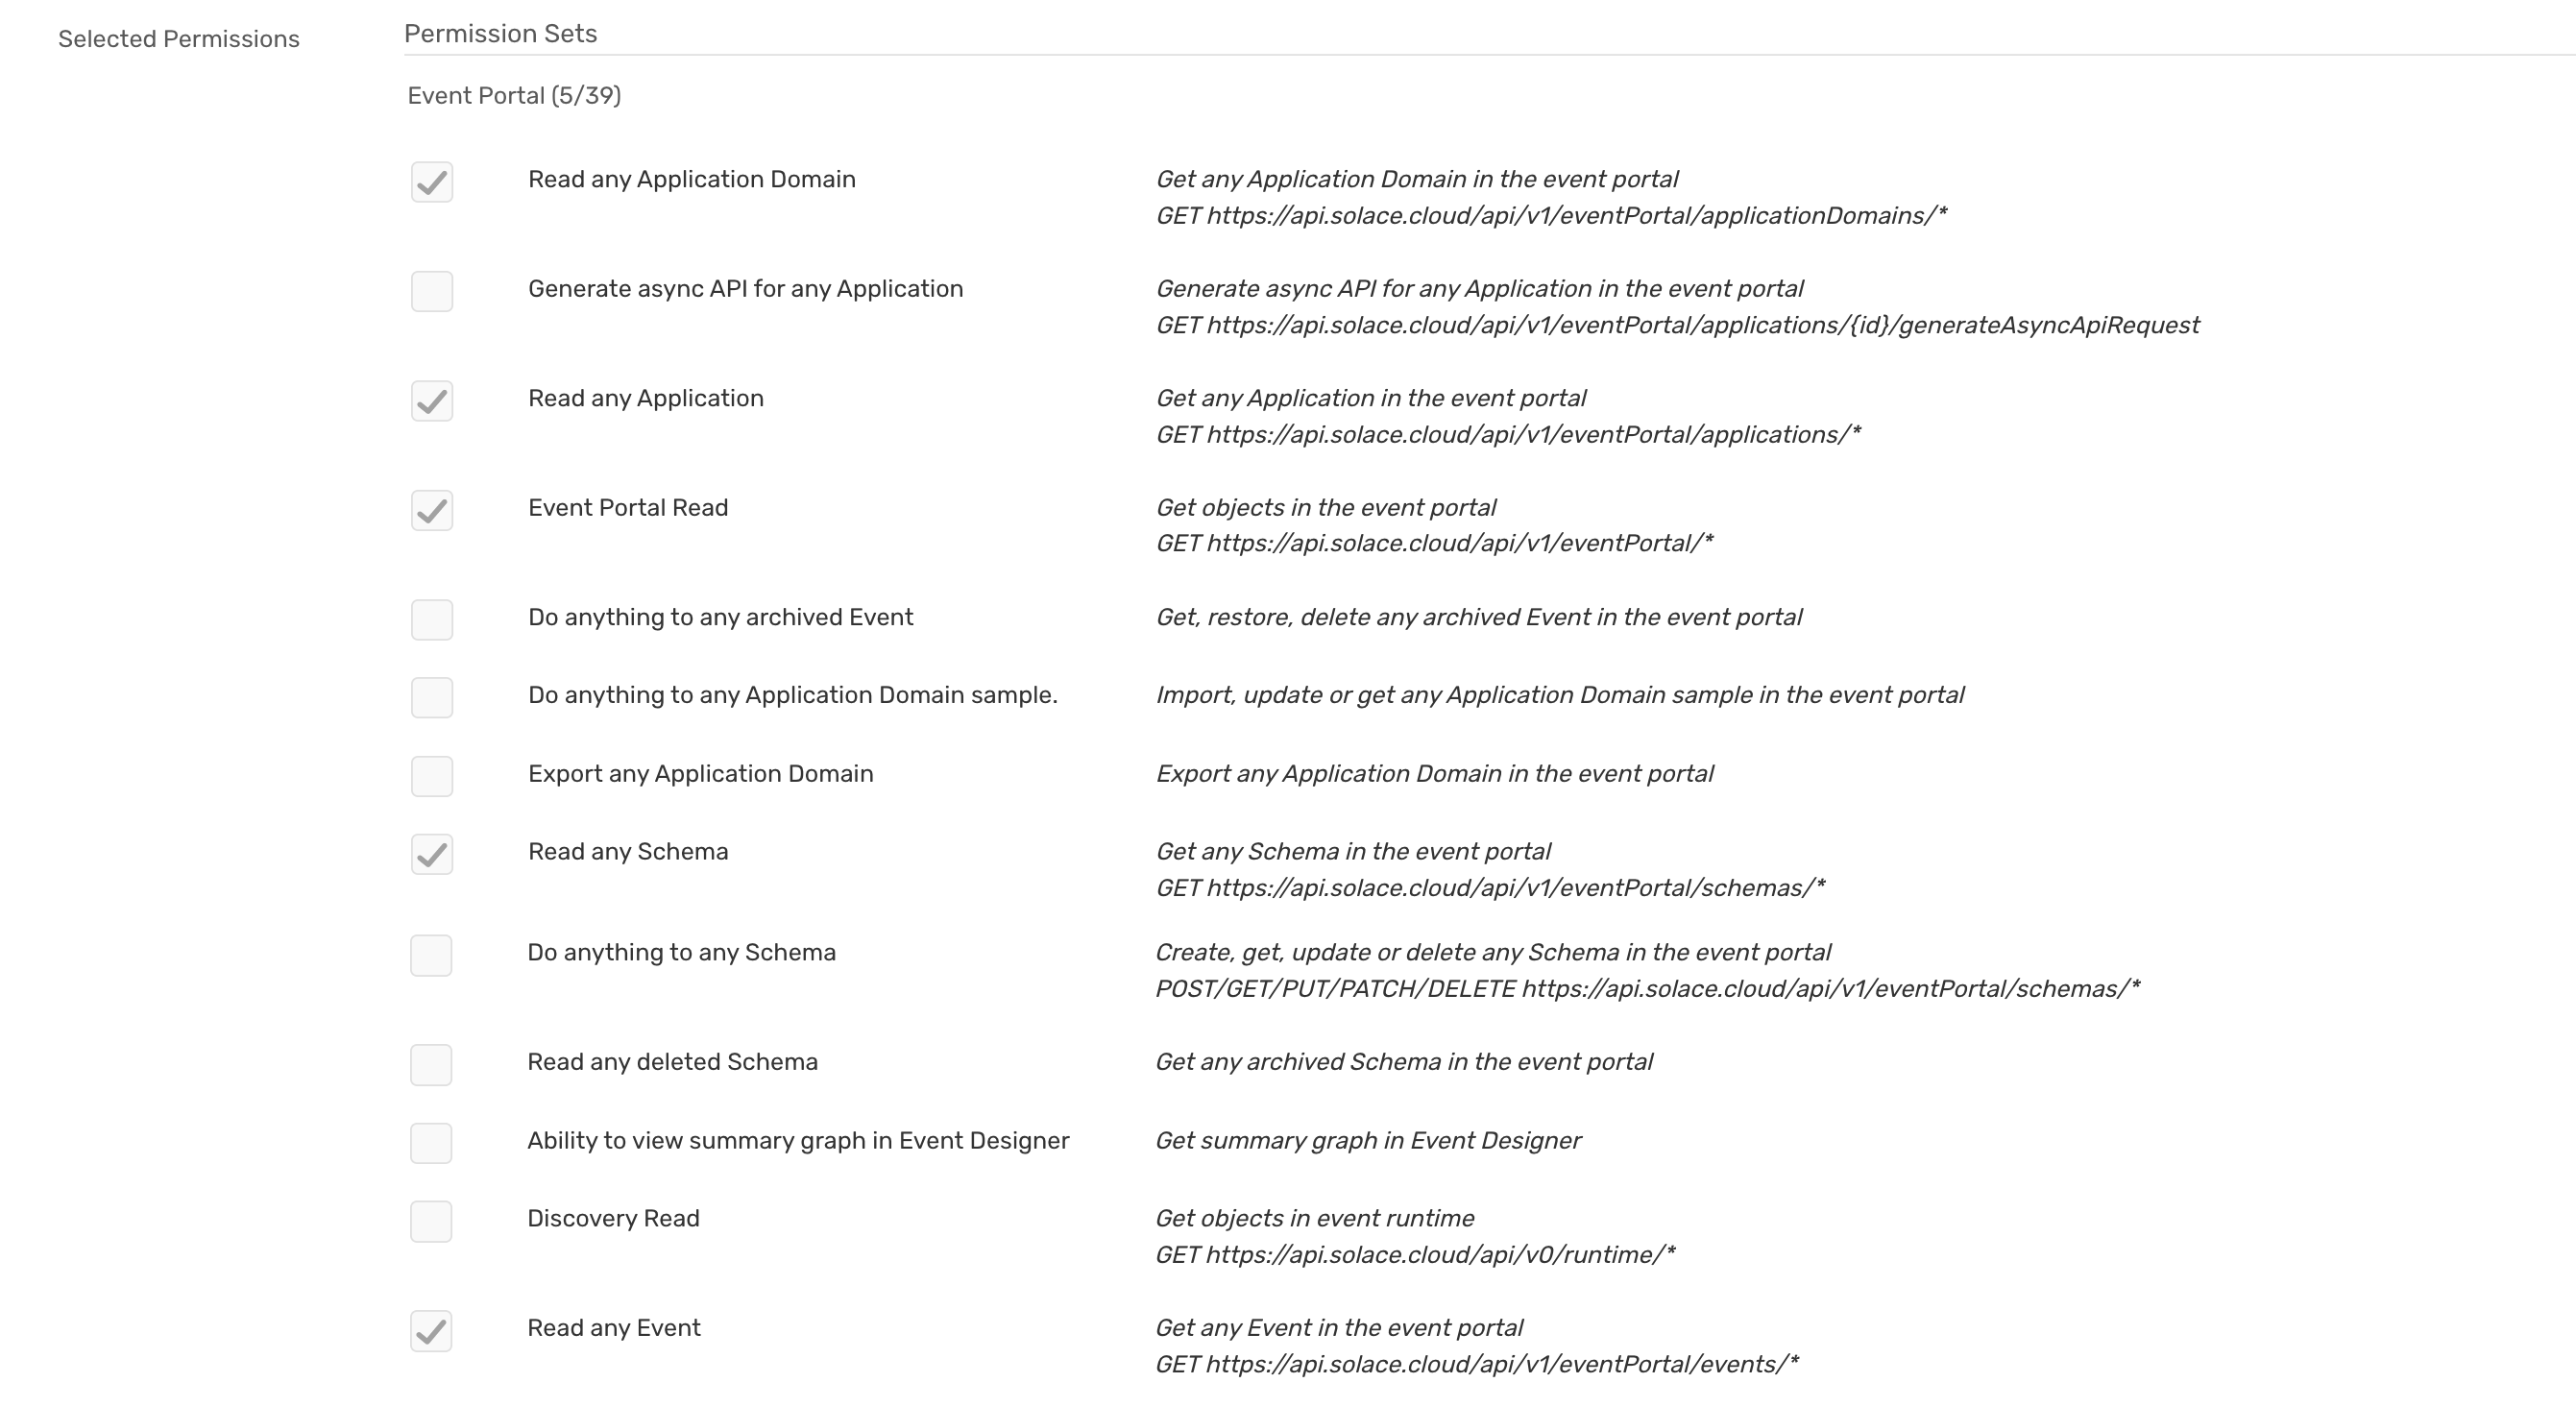 Selected Permissions
Permission Sets
Event Portal (5/39)
Read any Application Domain
Get any Application Domain in the event portal
GET https://api.solace.cloud/api/v1/eventPortal/applicationDomains/*
Generate async API for any Application
Generate async API for any Application in the event portal
GET https://api.solace.cloud/api/v1/eventPortal/applications/{id}/generateAsyncApiRequest
Read any Application
Get any Application in the event portal
GET https://api.solace.cloud/api/v1/eventPortal/applications/*
Event Portal Read
Get objects in the event portal
GET https://api.solace.cloud/api/v1/eventPortal/*
Do anything to any archived Event
Get, restore, delete any archived Event in the event portal
Do anything to any Application Domain sample.
Import, update or get any Application Domain sample in the event portal
Export any Application Domain
Export any Application Domain in the event portal
Read any Schema
Get any Schema in the event portal
GET https://api.solace.cloud/api/v1/eventPortal/schemas/*
Do anything to any Schema
Create, get, update or delete any Schema in the event portal
POST/GET/PUT/PATCH/DELETE https://api.solace.cloud/api/v1/eventPortal/schemas/*
Read any deleted Schema
Get any archived Schema in the event portal
Ability to view summary graph in Event Designer
Get summary graph in Event Designer
Discovery Read
Get objects in event runtime
GET https://api.solace.cloud/api/v0/runtime/*
Read any Event
Get any Event in the event portal
GET https://api.solace.cloud/api/v1/eventPortal/events/*